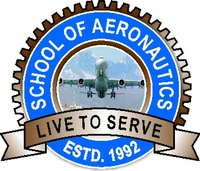 SCHOOL OF AERONAUTICS
LIVE TO SERVE
ESTD. 1992